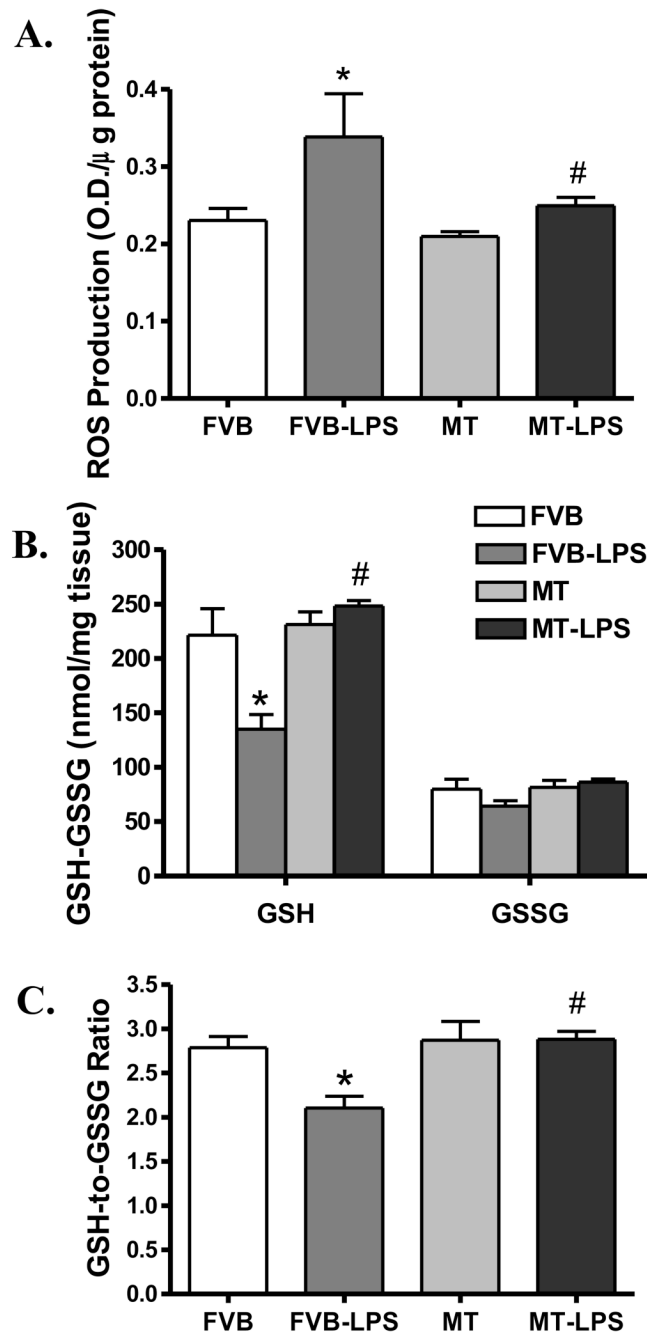 A.
ROS Production (O.D./μ g protein)
0.4
0.3
0.2
0.1
0.0
*
#
FVB FVB-LPS MT MT-LPS
B.
GSH-GSSG (nmol/mg tissue)
300
250
200
150
100
50
0
*
#
FVB
FVB-LPS
MT
MT-LPS
GSH GSSG
C.
GSH-to-GSSG Ratio
3.5
3.0
2.5
2.0
1.5
1.0
0.5
0.0
*
#
FVB FVB-LPS MT MT-LPS